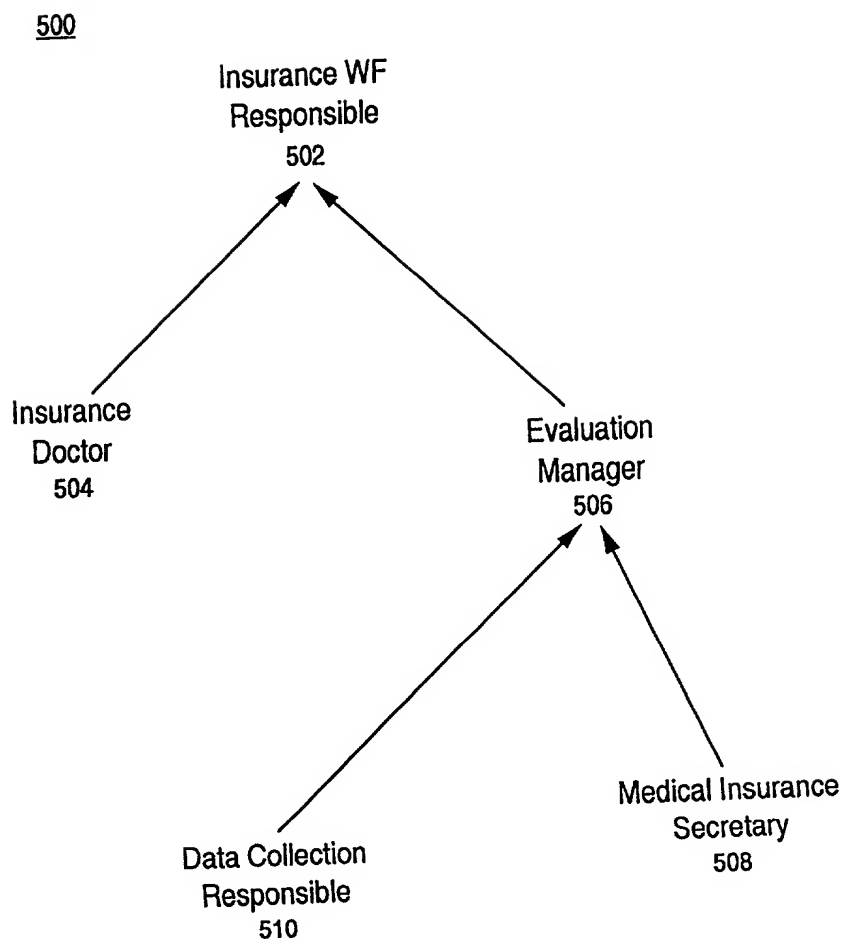 500
Insurance WF
Responsible
502
Insurance
Doctor
504
Evaluation
Manager
506
Medical Insurance
Secretary
508
Data Collection
Responsible
510